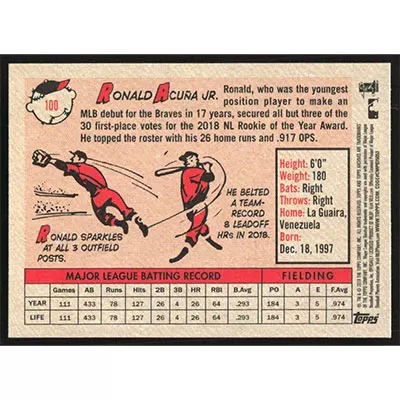 100
RONALD ACUÑA JR.
Ronald, who was the youngest
position player to make an
MLB debut for the Braves in 17 years, secured all but three of
30 first-place votes for the 2018 NL Rookie of the Year Award.
He topped the roster with his 26 home runs and .917 OPS.
RONALD SPARKLES
AT ALL 3 OUTFIELD
POSTS.
HE BELTED
A TEAM-
RECORD
8 LEADOFF
HRs IN 2018.
Height: 6'0"
Weight: 180
Bats: Right
Throws: Right
Home: La Guaira,
Venezuela
Born:
Dec. 18, 1997
MAJOR LEAGUE BATTING RECORD FIELDING
Games AB Runs Hits 2B 3B HR RBI B.Avg PO A E F.Avg
YEAR 111 433 78 127 26 4 26 64 .293 184 3 5 .974
LIFE 111 433 78 127 26 4 26 64 .293 184 3 5 .974
TOPPS